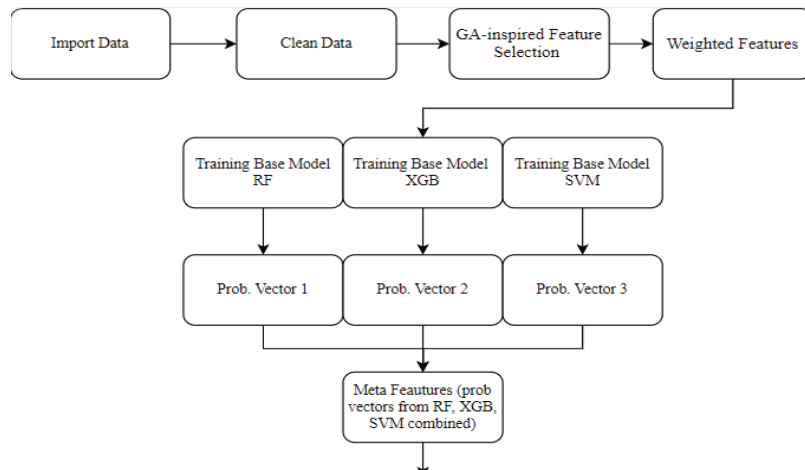 Import Data
Clean Data
GA-inspired Feature
Selection
Weighted Features
Training Base Model
RF
Training Base Model
XGB
Training Base Model
SVM
Prob. Vector 1
Prob. Vector 2
Prob. Vector 3
Meta Feautures (prob
vectors from RF, XGB,
SVM combined)